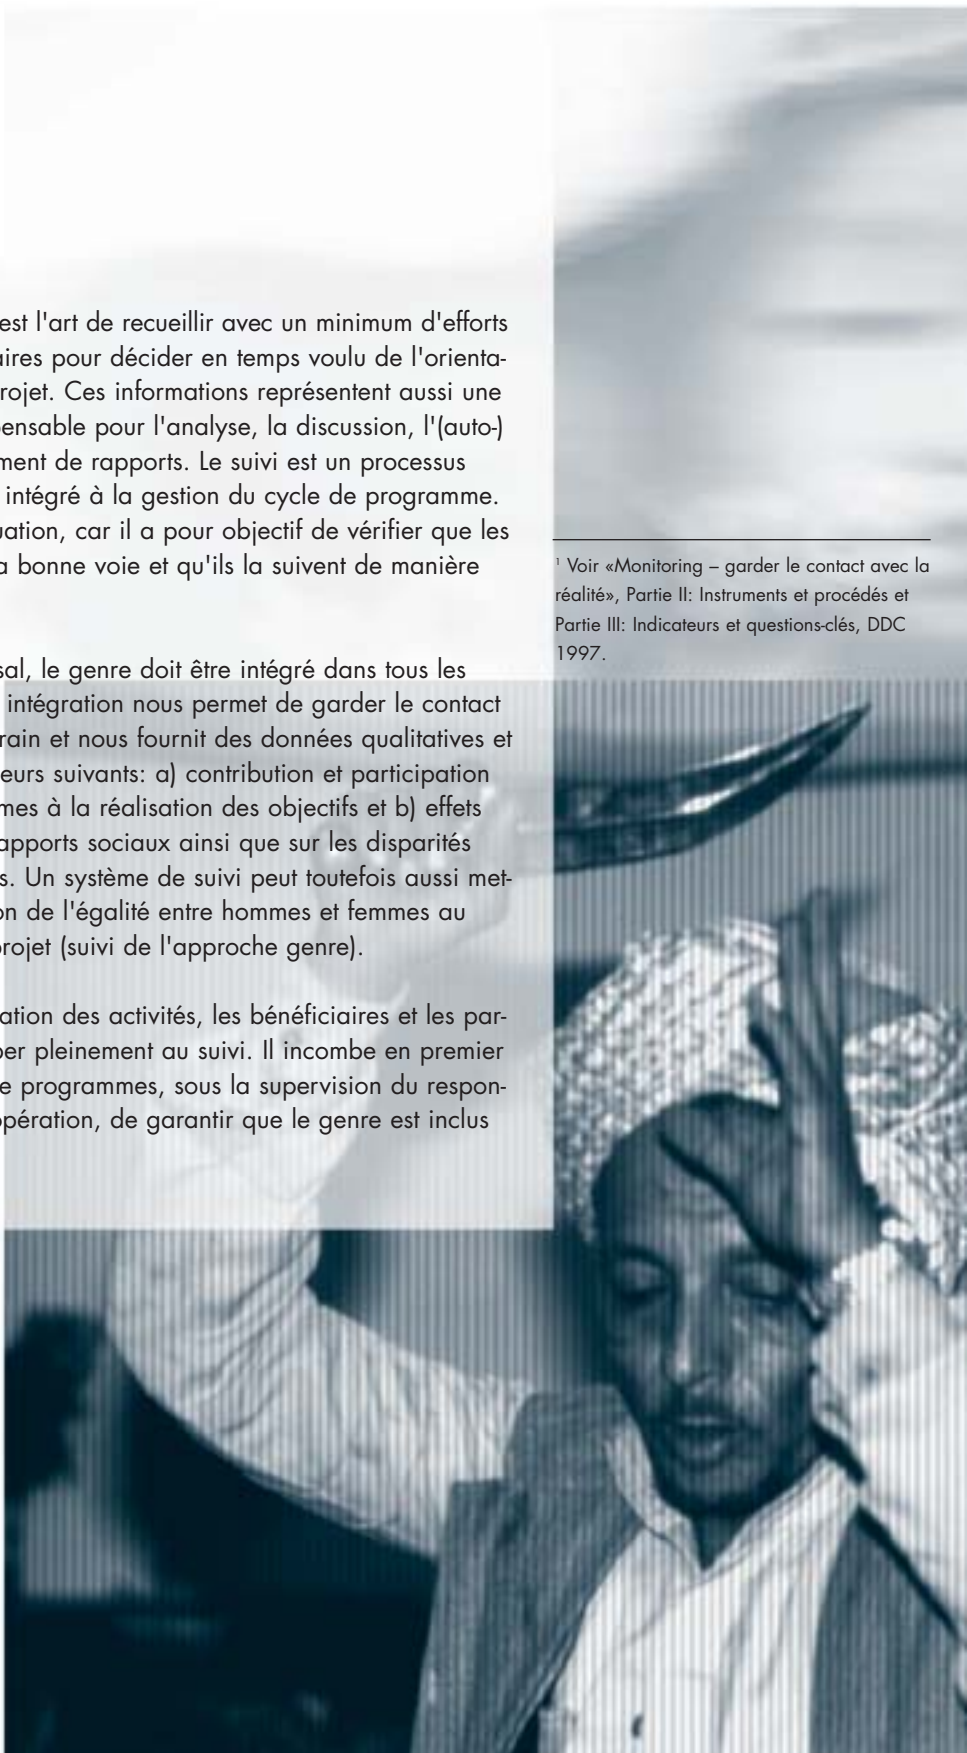 est l'art de recueillir avec un minimum d'efforts
aires pour décider en temps voulu de l'orienta-
rojet. Ces informations représentent aussi une
ensable pour l'analyse, la discussion, l'(auto-)
ment de rapports. Le suivi est un processus
intégré à la gestion du cycle de programme.
uation, car il a pour objectif de vérifier que les
a bonne voie et qu'ils la suivent de manière
sal, le genre doit être intégré dans tous les
intégration nous permet de garder le contact
rain et nous fournit des données qualitatives et
eurs suivants: a) contribution et participation
mes à la réalisation des objectifs et b) effets
apports sociaux ainsi que sur les disparités
s. Un système de suivi peut toutefois aussi met-
on de l'égalité entre hommes et femmes au
projet (suivi de l'approche genre).
ation des activités, les bénéficiaires et les par-
per pleinement au suivi. Il incombe en premier
e programmes, sous la supervision du respon-
opération, de garantir que le genre est inclus
¹ Voir «Monitoring – garder le contact avec la
réalité», Partie II: Instruments et procédés et
Partie III: Indicateurs et questions-clés, DDC
1997.